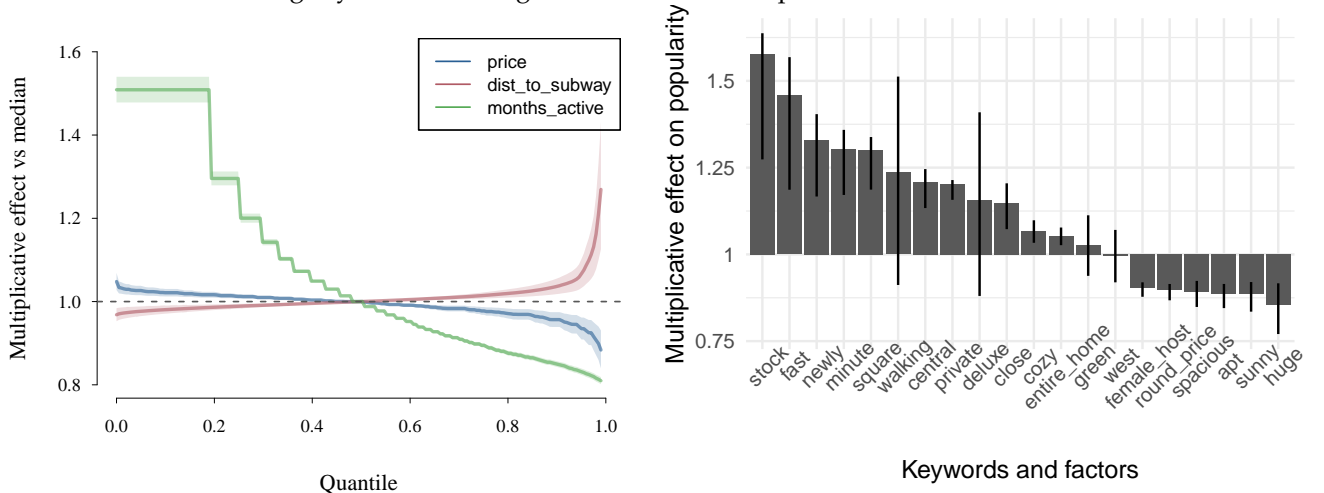 Multiplicative effect vs median
1.6
1.4
1.2
1.0
0.8
0.0
0.2
0.4
0.6
0.8
1.0
Quantile
price
dist_to_subway
months_active
Multiplicative effect on popularity
1.5
1.25
1
0.75
stock
fast
newly
minute
square
walking
central
private
deluxe
close
cozy
entire_home
green
west
female_host
round_price
spacious
apt
sunny
huge
Keywords and factors